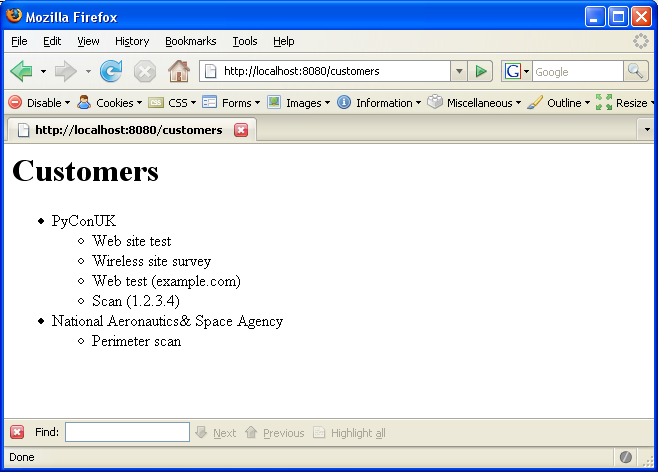 Mozilla Firefox
File Edit View History Bookmarks Tools Help
http://localhost:8080/customers G Google
Disable Cookies CSS Forms Images Information Miscellaneous Outline Resize
http://localhost:8080/customers
Customers
PyConUK
Web site test
Wireless site survey
Web test (example.com)
Scan (1.2.3.4)
National Aeronautics& Space Agency
Perimeter scan
Find: Next Previous Highlight all
Done